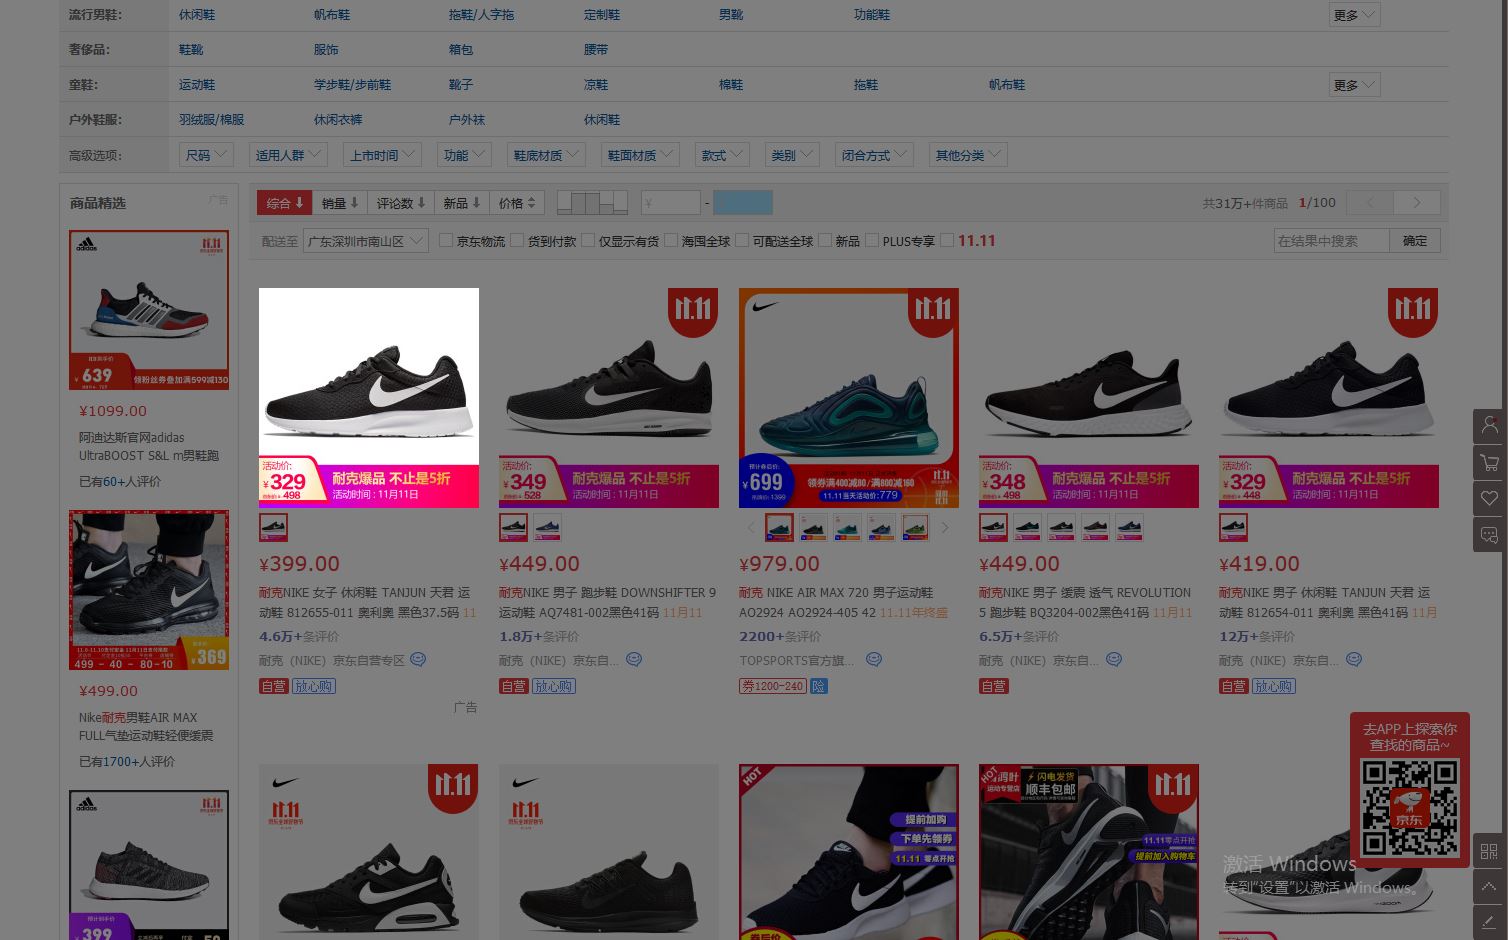 流行男鞋： 休闲鞋 帆布鞋 拖鞋/人字拖 定制鞋 男靴 功能鞋 更多
奢侈品： 鞋靴 服饰 箱包 腰带
童鞋： 运动鞋 学步鞋/步前鞋 靴子 凉鞋 棉鞋 拖鞋 帆布鞋 更多
户外鞋服： 羽绒服/棉服 休闲衣裤 户外袜 休闲鞋
高级选项： 尺码 适用人群 上市时间 功能 鞋底材质 鞋面材质 款式 类别 闭合方式 其他分类
商品精选 广告
adidas
11.11
639
领粉丝券叠加满599减130
¥1099.00
阿迪达斯官网adidas
UltraBOOST S&L m男鞋跑
已有60+人评价
499 - 40 - 80-10
¥369
¥499.00
Nike耐克男鞋AIR MAX
FULL气垫运动鞋轻便缓震
已有1700+人评价
adidas
11.11
399
综合 销量 评论数 新品 价格 ¥ - 共31万+件商品 1/100
配送至 广东深圳市南山区 京东物流 货到付款 仅显示有货 海囤全球 可配送全球 新品 PLUS专享 11.11 在结果中搜索 确定
活动价:
¥329
498
耐克爆品 不止是5折
活动时间 : 11月11日
¥399.00
耐克NIKE 女子 休闲鞋 TANJUN 天君 运
动鞋 812655-011 奥利奥 黑色37.5码 11
4.6万+条评价
耐克（NIKE）京东自营专区
自营 放心购
广告
11.11
活动价:
¥349
528
耐克爆品 不止是5折
活动时间 : 11月11日
¥449.00
耐克NIKE 男子 跑步鞋 DOWNSHIFTER 9
运动鞋 AQ7481-002黑色41码 11月11
1.8万+条评价
耐克（NIKE）京东自...
自营 放心购
11.11
预计券后价:
¥699
领券满400减80/满800减160
11.11当天活动价:779
¥979.00
耐克 NIKE AIR MAX 720 男子运动鞋
AO2924 AO2924-405 42 11.11年终盛
2200+条评价
TOPSPORTS官方旗...
券1200-240 险
活动价:
¥348
498
耐克爆品 不止是5折
活动时间 : 11月11日
¥449.00
耐克NIKE 男子 缓震 透气 REVOLUTION
5 跑步鞋 BQ3204-002黑色41码 11月11
6.5万+条评价
耐克（NIKE）京东自...
自营
11.11
活动价:
¥329
448
耐克爆品 不止是5折
活动时间 : 11月11日
¥419.00
耐克NIKE 男子 休闲鞋 TANJUN 天君 运
动鞋 812654-011 奥利奥 黑色41码 11月
12万+条评价
耐克（NIKE）京东自...
自营 放心购
11.11
11.11
11.11
HOT
提前加购
下单先领券
11.11 零点开抢
券后价
HOT
运动专营店
闪电发货
顺丰包邮
11.11
11.11零点开抢
提前加入购物车
去APP上探索你
查找的商品~
京东
激活 Windows
转到“设置”以激活 Windows。